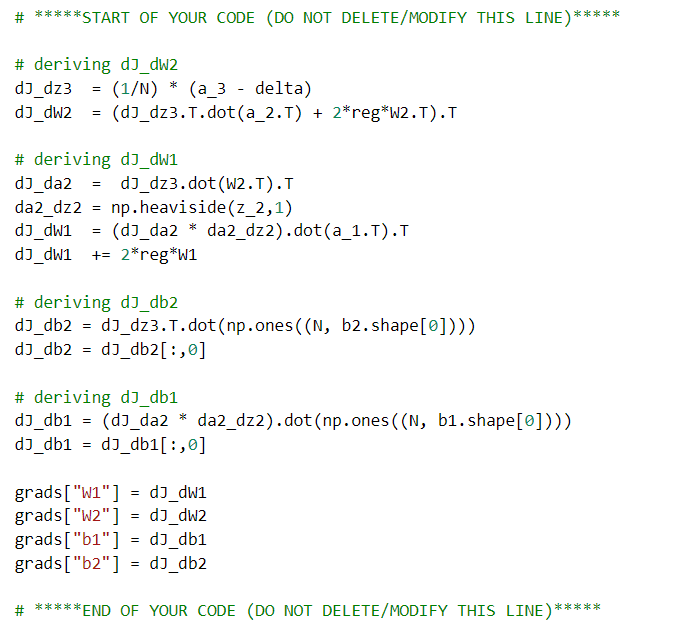 # *****START OF YOUR CODE (DO NOT DELETE/MODIFY THIS LINE)*****
# deriving dJ_dW2
dJ_dz3  = (1/N) * (a_3 - delta)
dJ_dW2  = (dJ_dz3.T.dot(a_2.T) + 2*reg*W2.T).T
# deriving dJ_dW1
dJ_da2  =  dJ_dz3.dot(W2.T).T
da2_dz2 = np.heaviside(z_2,1)
dJ_dW1  = (dJ_da2 * da2_dz2).dot(a_1.T).T
dJ_dW1  += 2*reg*W1
# deriving dJ_db2
dJ_db2 = dJ_dz3.T.dot(np.ones((N, b2.shape[0])))
dJ_db2 = dJ_db2[:,0]
# deriving dJ_db1
dJ_db1 = (dJ_da2 * da2_dz2).dot(np.ones((N, b1.shape[0])))
dJ_db1 = dJ_db1[:,0]
grads["W1"] = dJ_dW1
grads["W2"] = dJ_dW2
grads["b1"] = dJ_db1
grads["b2"] = dJ_db2
# *****END OF YOUR CODE (DO NOT DELETE/MODIFY THIS LINE)*****